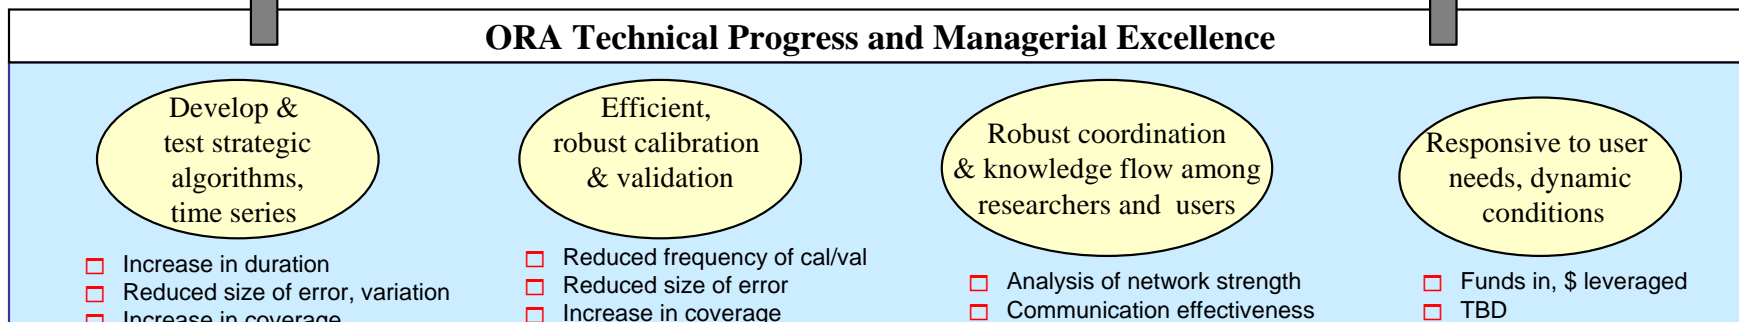 ORA Technical Progress and Managerial Excellence
Develop &
test strategic
algorithms,
time series
Increase in duration
Reduced size of error, variation
Increase in coverage
Efficient,
robust calibration
& validation
Reduced frequency of cal/val
Reduced size of error
Increase in coverage
Robust coordination
& knowledge flow among
researchers and users
Analysis of network strength
Communication effectiveness
Responsive to user
needs, dynamic
conditions
Funds in, $ leveraged
TBD